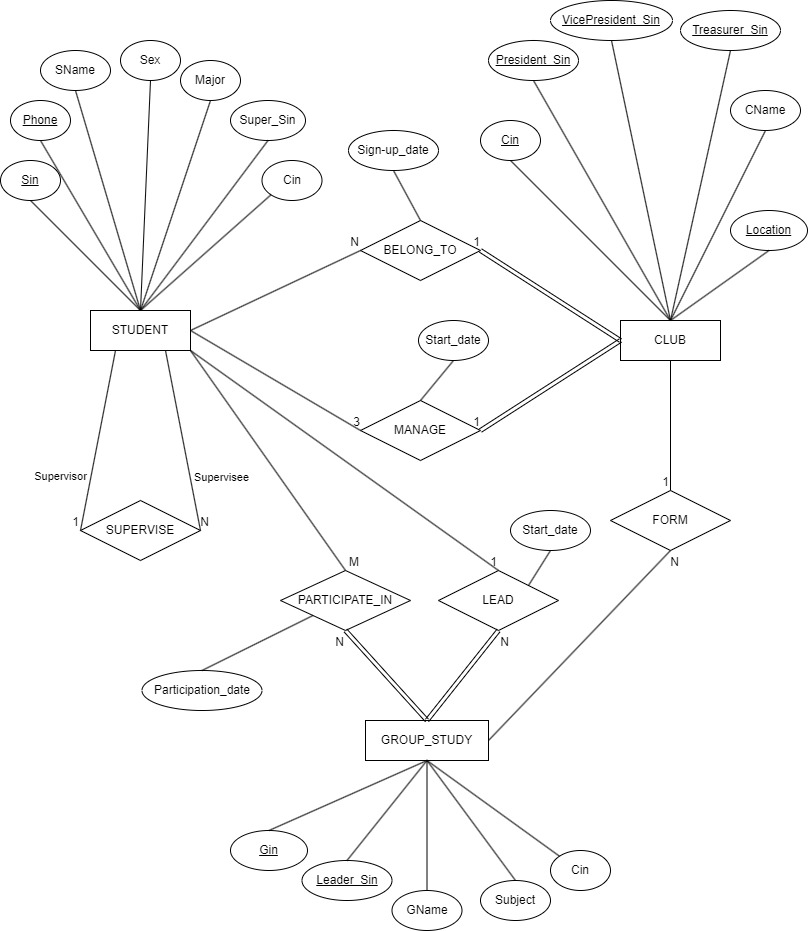 VicePresident_Sin
Treasurer_Sin
Sex
President_Sin
SName
Major
CName
Phone
Super_Sin
Cin
Sign-up_date
Sin
Cin
Location
N
BELONG_TO
1
STUDENT
CLUB
Start_date
3
MANAGE
1
Supervisor
Supervisee
1
1
SUPERVISE
N
FORM
Start_date
N
M
1
PARTICIPATE_IN
LEAD
N
N
Participation_date
GROUP_STUDY
Gin
Leader_Sin
Cin
Subject
GName